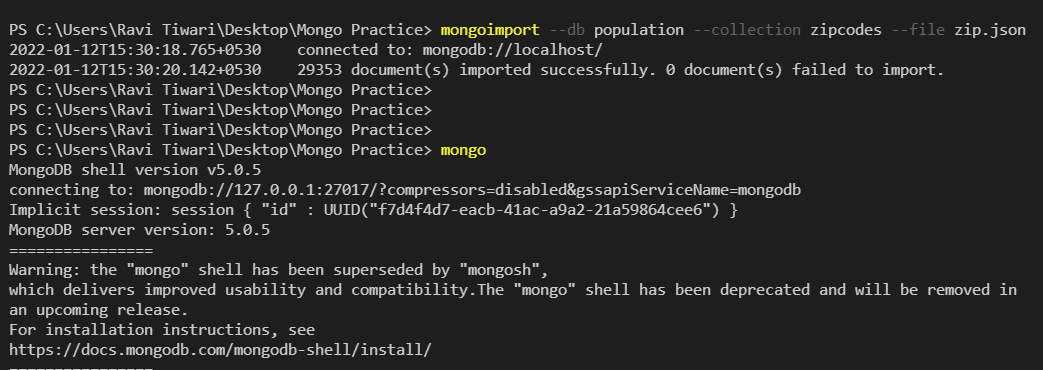 PS C:\Users\Ravi Tiwari\Desktop\Mongo Practice> mongoimport --db population --collection zipcodes --file zip.json
2022-01-12T15:30:18.765+0530    connected to: mongodb://localhost/
2022-01-12T15:30:20.142+0530    29353 document(s) imported successfully. 0 document(s) failed to import.
PS C:\Users\Ravi Tiwari\Desktop\Mongo Practice>
PS C:\Users\Ravi Tiwari\Desktop\Mongo Practice>
PS C:\Users\Ravi Tiwari\Desktop\Mongo Practice>
PS C:\Users\Ravi Tiwari\Desktop\Mongo Practice> mongo
MongoDB shell version v5.0.5
connecting to: mongodb://127.0.0.1:27017/?compressors=disabled&gssapiServiceName=mongodb
Implicit session: session { "id" : UUID("f7d4f4d7-eacb-41ac-a9a2-21a59864cee6") }
MongoDB server version: 5.0.5
================
Warning: the "mongo" shell has been superseded by "mongosh",
which delivers improved usability and compatibility.The "mongo" shell has been deprecated and will be removed in
an upcoming release.
For installation instructions, see
https://docs.mongodb.com/mongodb-shell/install/
================